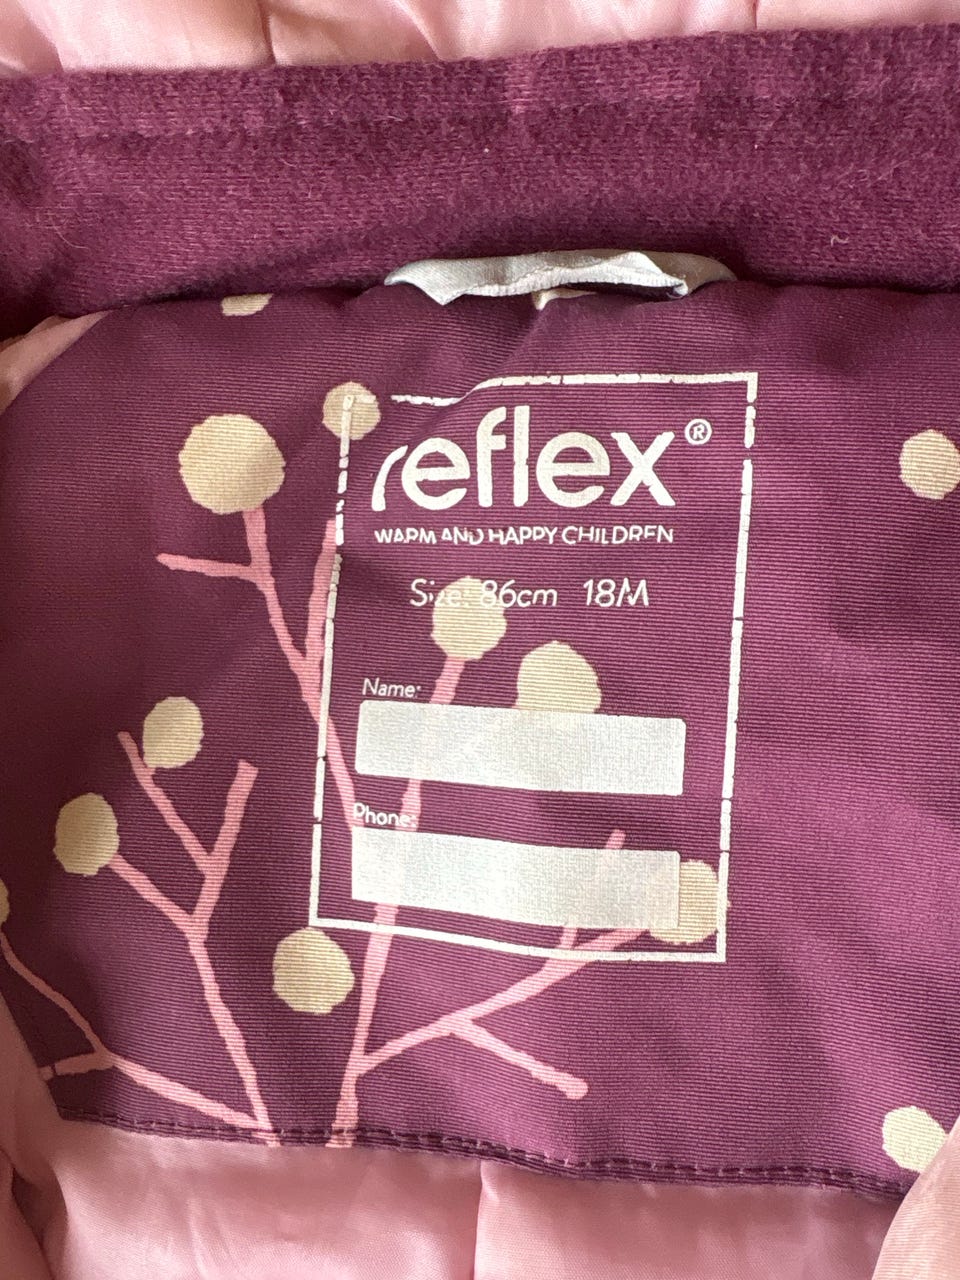 reflex®
WARM AND HAPPY CHILDREN
Size: 86cm 18M
Name:
Phone: